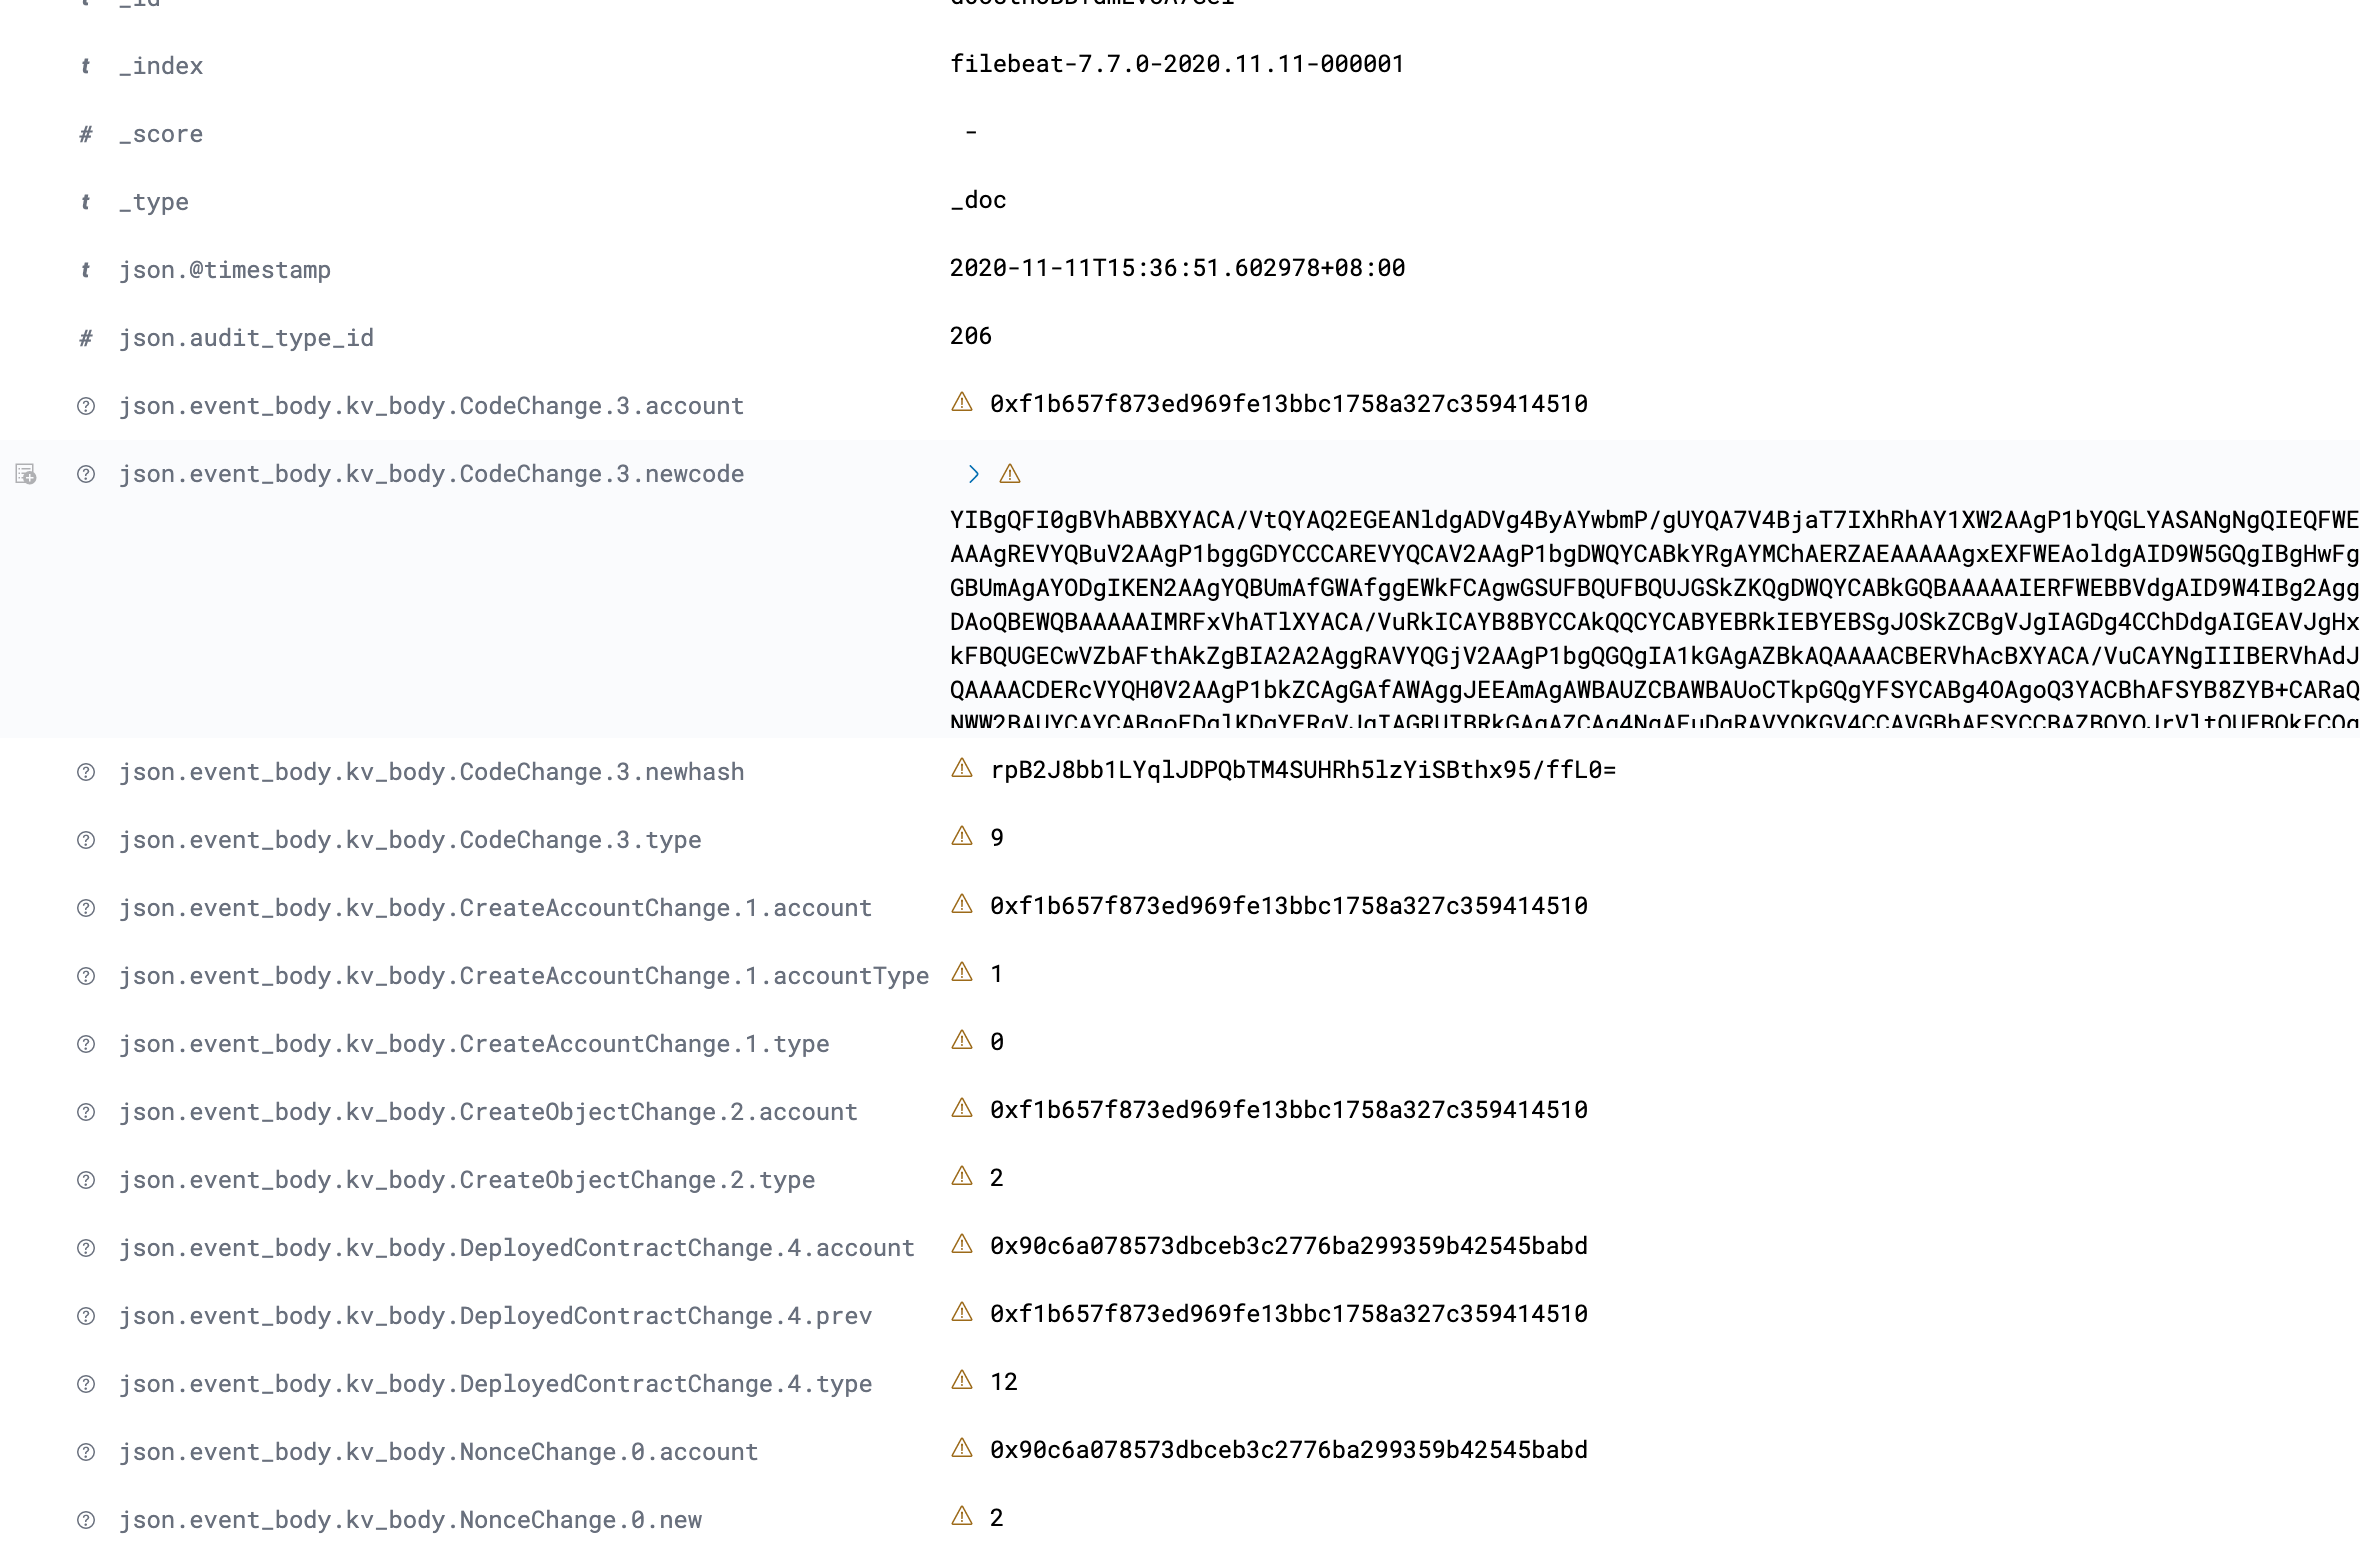 _id
_index filebeat-7.7.0-2020.11.11-000001
# _score -
t _type _doc
t json.@timestamp 2020-11-11T15:36:51.602978+08:00
# json.audit_type_id 206
json.event_body.kv_body.CodeChange.3.account 0xf1b657f873ed969fe13bbc1758a327c359414510
json.event_body.kv_body.CodeChange.3.newcode
YIBgQFI0gBVhABBXYACA/VtQYAQ2EGEANldgADVg4ByAYwbmP/gUYQA7V4BjaT7IXhRhAY1XW2AAgP1bYQGLYASANgNgQIEQFWE
AAAgREVYQBuV2AAgP1bggGDYCCCAREVYQCAV2AAgP1bgDWQYCABkYRgAYMChAERZAEAAAAAgxEXFWEAoldgAID9W5GQgIBgHwFg
GBUmAgAYODgIKEN2AAgYQBUmAfGWAfggEWkFCAgwGSUFBQUFBQUJGSkZKQgDWQYCABkGQBAAAAAIERFWEBBVdgAID9W4IBg2Agg
DAoQBEWQBAAAAAIMRFxVhATlXYACA/VuRkICAYB8BYCCAkQQCYCABYEBRkIEBYEBSgJOSkZCBgVJgIAGDg4CChDdgAIGEAVJgHx
kFBQUGECwVZbAFthAkZgBIA2A2AggRAVYQGjV2AAgP1bgQGQgIA1kGAgAZBkAQAAAACBERVhAcBXYACA/VuCAYNgIIIBERVhAdJ
QAAAACDERcVYQH0V2AAgP1bkZCAgGAfAWAggJEEAmAgAWBAUZCBAWBAUoCTkpGQgYFSYCABg4OAgoQ3YACBhAFSYB8ZYB+CARaQ
json.event_body.kv_body.CodeChange.3.newhash rpB2J8bb1LYqlJDPQbTM4SUHRh5lzYiSBthx95/ffL0=
json.event_body.kv_body.CodeChange.3.type 9
json.event_body.kv_body.CreateAccountChange.1.account 0xf1b657f873ed969fe13bbc1758a327c359414510
json.event_body.kv_body.CreateAccountChange.1.accountType 1
json.event_body.kv_body.CreateAccountChange.1.type 0
json.event_body.kv_body.CreateObjectChange.2.account 0xf1b657f873ed969fe13bbc1758a327c359414510
json.event_body.kv_body.CreateObjectChange.2.type 2
json.event_body.kv_body.DeployedContractChange.4.account 0x90c6a078573dbceb3c2776ba299359b42545babd
json.event_body.kv_body.DeployedContractChange.4.prev 0xf1b657f873ed969fe13bbc1758a327c359414510
json.event_body.kv_body.DeployedContractChange.4.type 12
json.event_body.kv_body.NonceChange.0.account 0x90c6a078573dbceb3c2776ba299359b42545babd
json.event_body.kv_body.NonceChange.0.new 2